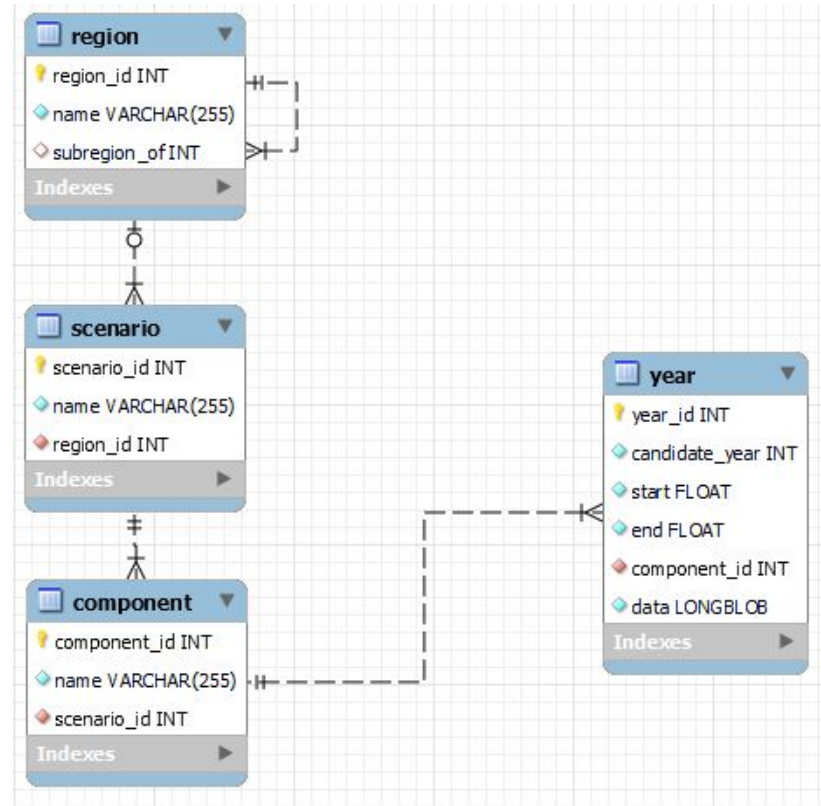 region
region_id INT
name VARCHAR(255)
subregion_of INT
Indexes
scenario
scenario_id INT
name VARCHAR(255)
region_id INT
Indexes
component
component_id INT
name VARCHAR(255)
scenario_id INT
Indexes
year
year_id INT
candidate_year INT
start FLOAT
end FLOAT
component_id INT
data LONGBLOB
Indexes